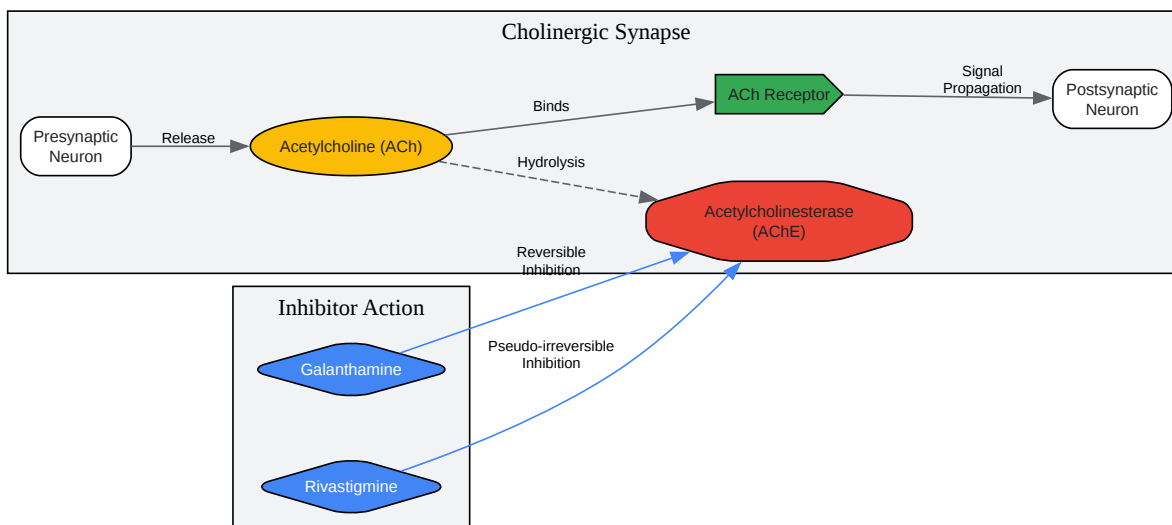 Cholinergic Synapse
Signal
Propagation
ACh Receptor
Postsynaptic
Neuron
Binds
Presynaptic
Neuron
Release
Acetylcholine (ACh)
Hydrolysis
Acetylcholinesterase
(AChE)
Reversible
Inhibition
Inhibitor Action
Pseudo-irreversible
Inhibition
Galanthamine
Rivastigmine